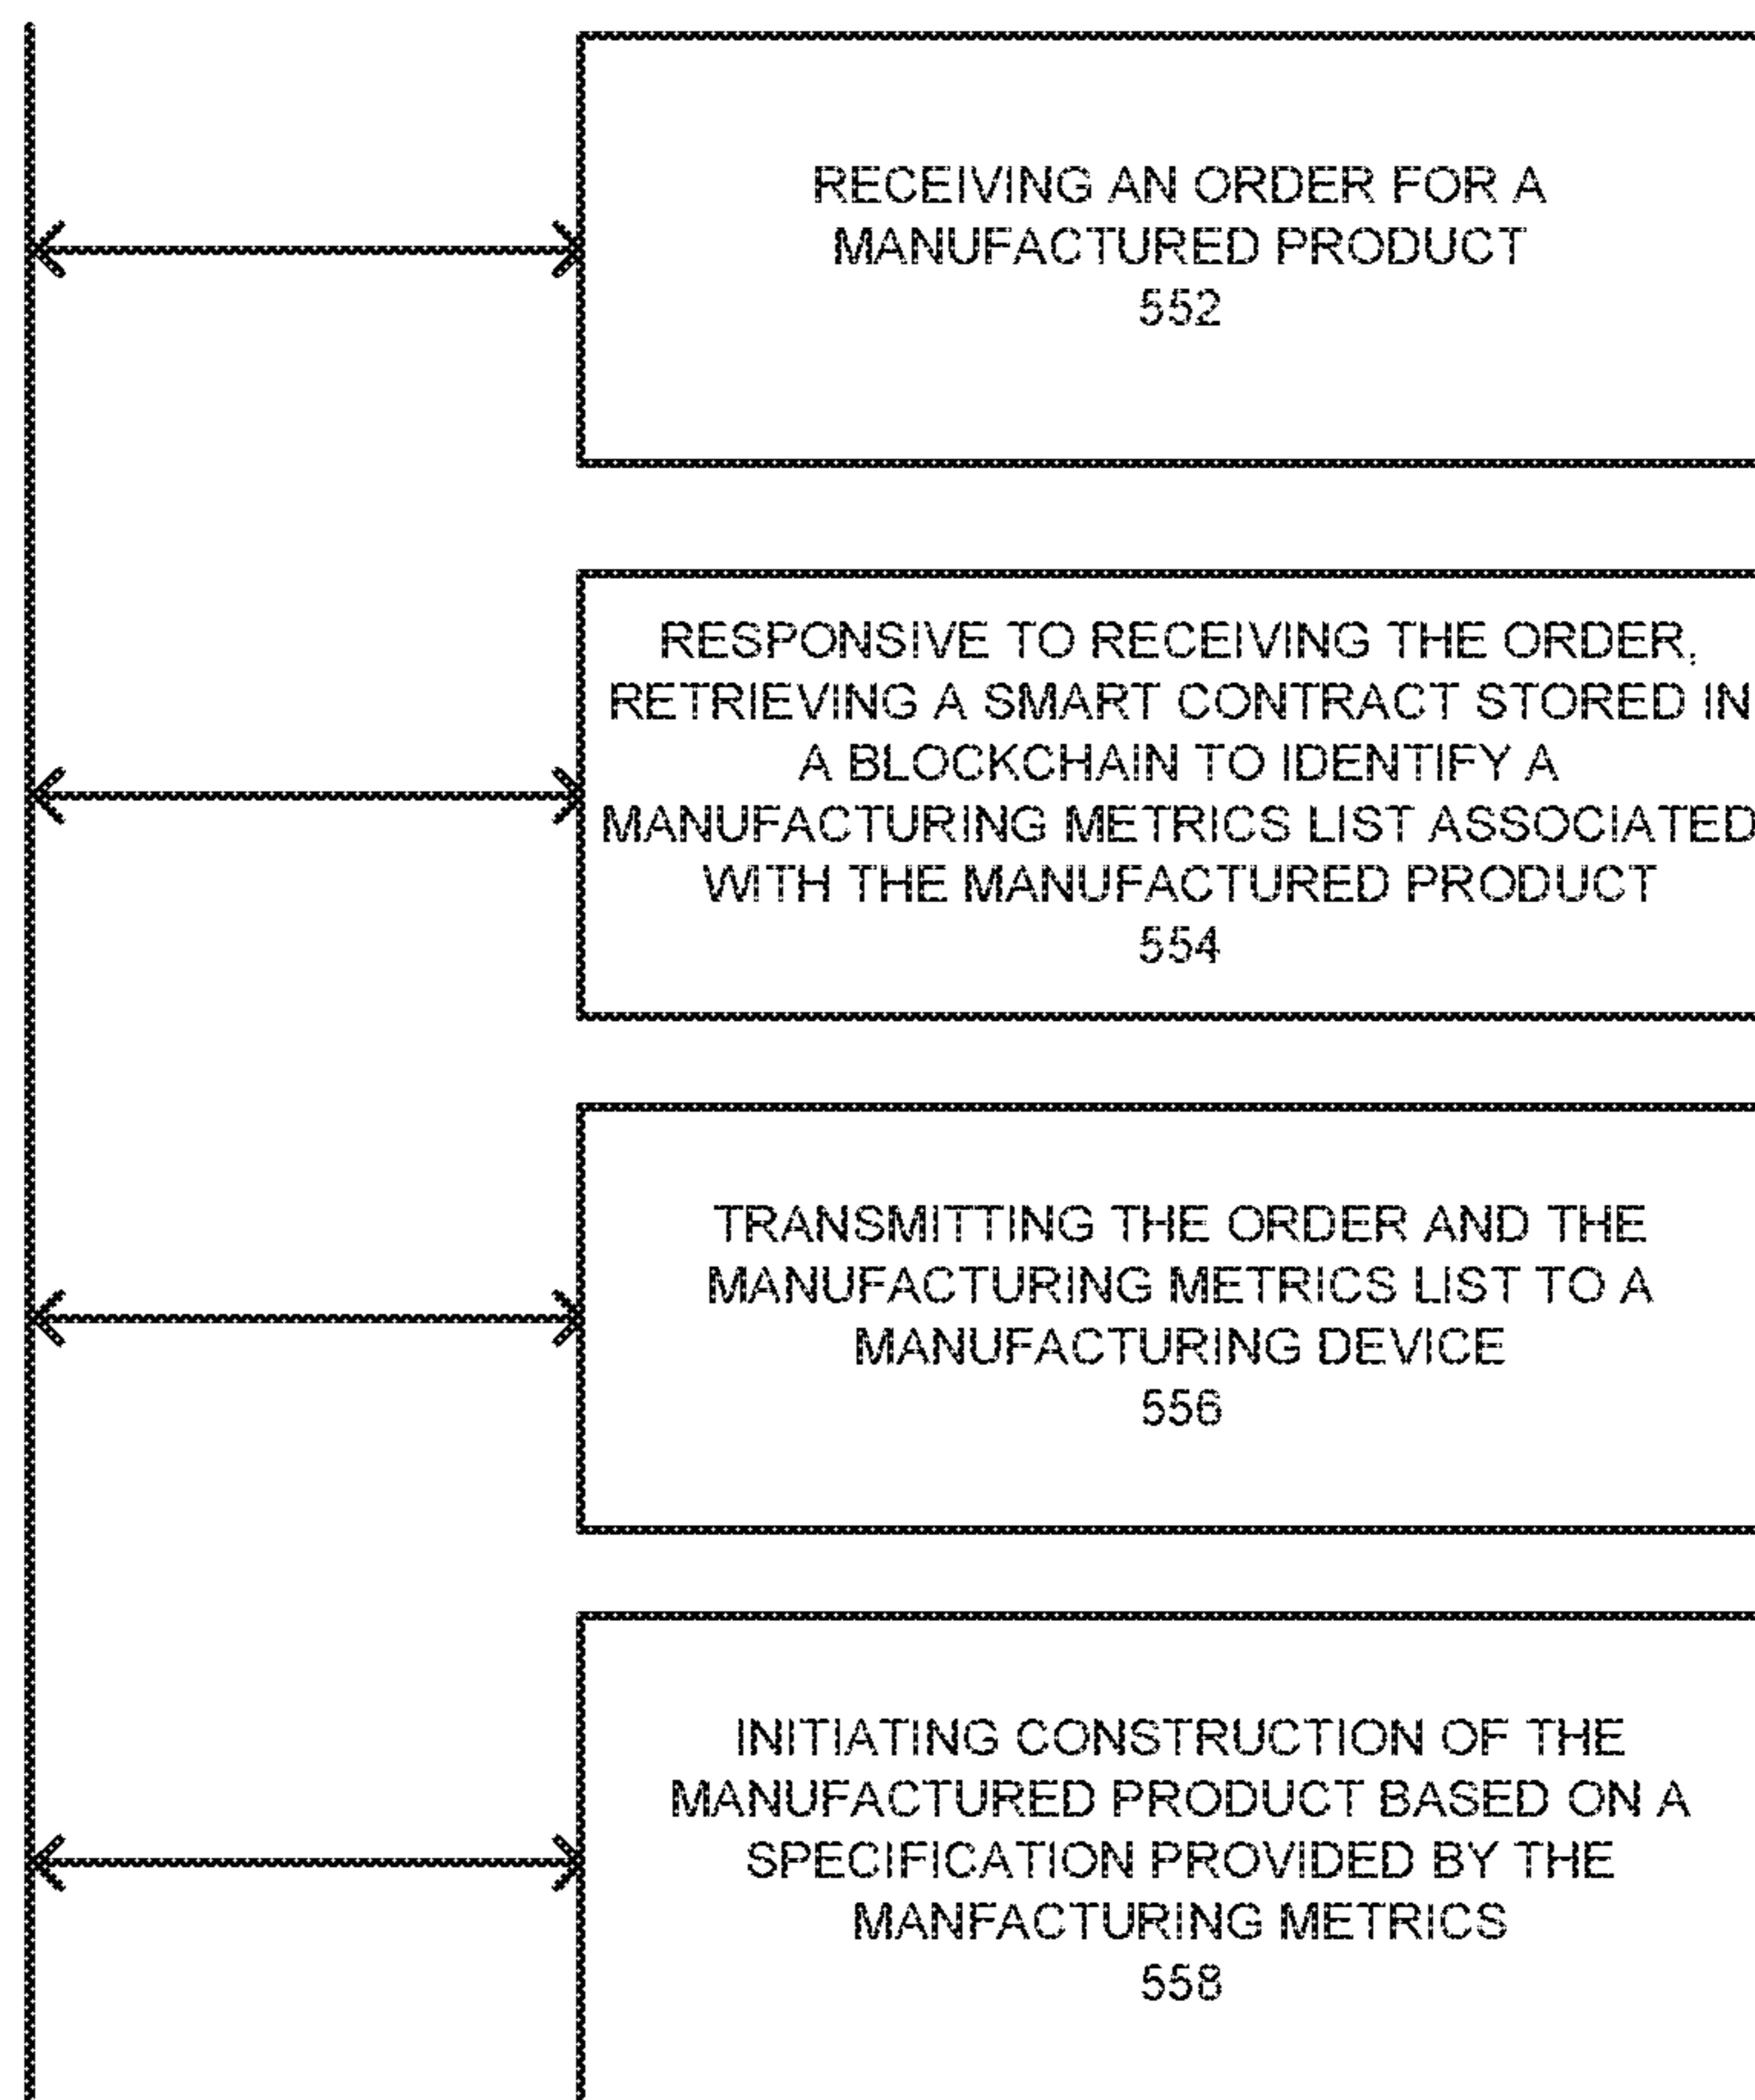 RECEIVING AN ORDER FOR A
MANUFACTURED PRODUCT
552
RESPONSIVE TO RECEIVING THE ORDER,
RETRIEVING A SMART CONTRACT STORED IN
A BLOCKCHAIN TO IDENTIFY A
MANUFACTURING METRICS LIST ASSOCIATED
WITH THE MANUFACTURED PRODUCT
554
TRANSMITTING THE ORDER AND THE
MANUFACTURING METRICS LIST TO A
MANUFACTURING DEVICE
556
INITIATING CONSTRUCTION OF THE
MANUFACTURED PRODUCT BASED ON A
SPECIFICATION PROVIDED BY THE
MANFACTURING METRICS
558